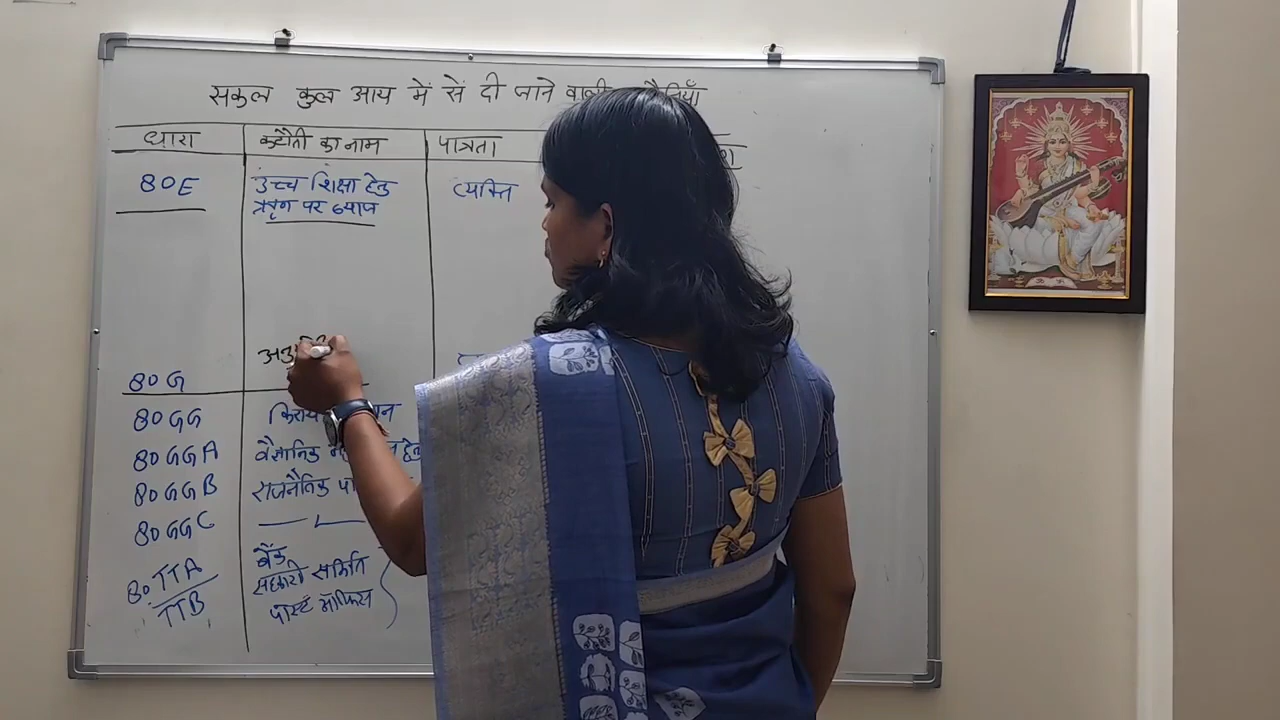 सकल कुल आय में सें दी जाने वाली
धारा कटौती का नाम पात्रता
80E उच्च शिक्षा हेतु व्यक्ति
ऋण पर ब्याज
80G
80GG
80GGA वैज्ञानिक
80GGB राजनैतिक
80GGC
80TTA बैंक
TTB सहकारी समिति
पोस्ट ऑफिस